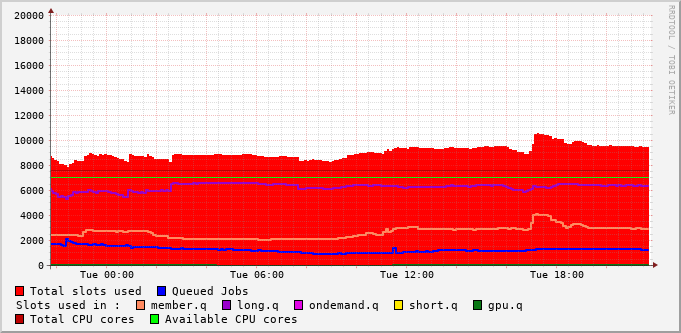 RRDTOOL / TOBI OETIKER
20000
18000
16000
14000
12000
10000
8000
6000
4000
2000
0
Tue 00:00 Tue 06:00 Tue 12:00 Tue 18:00
Total slots used Queued Jobs
Slots used in : member.q long.q ondemand.q short.q gpu.q
Total CPU cores Available CPU cores